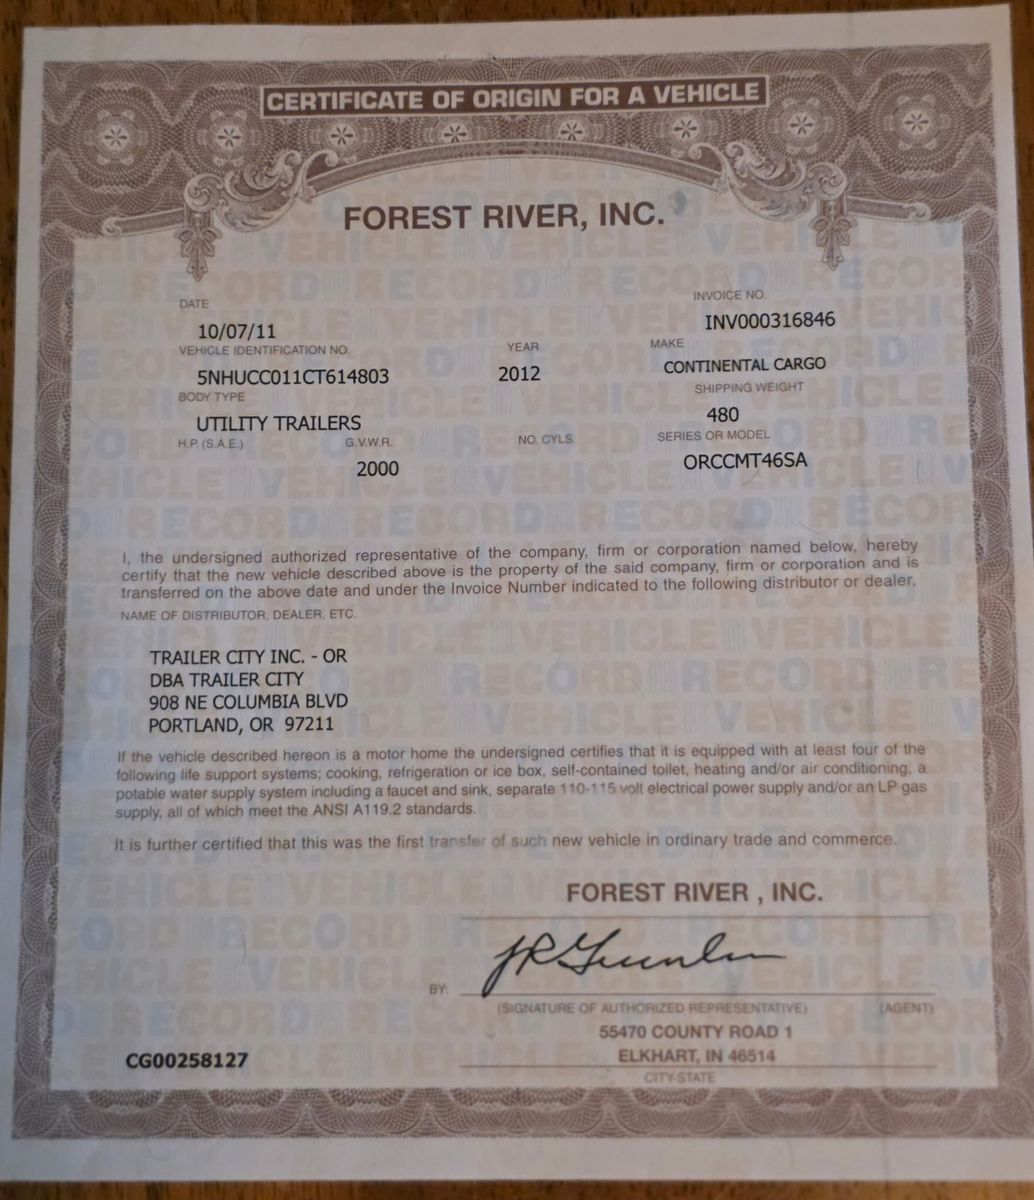 CERTIFICATE OF ORIGIN FOR A VEHICLE
FOREST RIVER, INC.
DATE
INVOICE NO.
10/07/11
INV000316846
VEHICLE IDENTIFICATION NO.
YEAR
MAKE
5NHUCC011CT614803
2012
CONTINENTAL CARGO
BODY TYPE
SHIPPING WEIGHT
UTILITY TRAILERS
480
H.P. (S.A.E.)
G.V.W.R.
NO. CYLS.
SERIES OR MODEL
2000
ORCCMT46SA
I, the undersigned authorized representative of the company, firm or corporation named below, hereby
certify that the new vehicle described above is the property of the said company, firm or corporation and is
transferred on the above date and under the Invoice Number indicated to the following distributor or dealer.
NAME OF DISTRIBUTOR, DEALER, ETC.
TRAILER CITY INC. - OR
DBA TRAILER CITY
908 NE COLUMBIA BLVD
PORTLAND, OR 97211
If the vehicle described hereon is a motor home the undersigned certifies that it is equipped with at least four of the
following life support systems; cooking, refrigeration or ice box, self-contained toilet, heating and/or air conditioning, a
potable water supply system including a faucet and sink, separate 110-115 volt electrical power supply and/or an LP gas
supply, all of which meet the ANSI A119.2 standards.
It is further certified that this was the first transfer of such new vehicle in ordinary trade and commerce.
FOREST RIVER , INC.
BY:
(SIGNATURE OF AUTHORIZED REPRESENTATIVE)
(AGENT)
55470 COUNTY ROAD 1
CG00258127
ELKHART, IN 46514
CITY-STATE